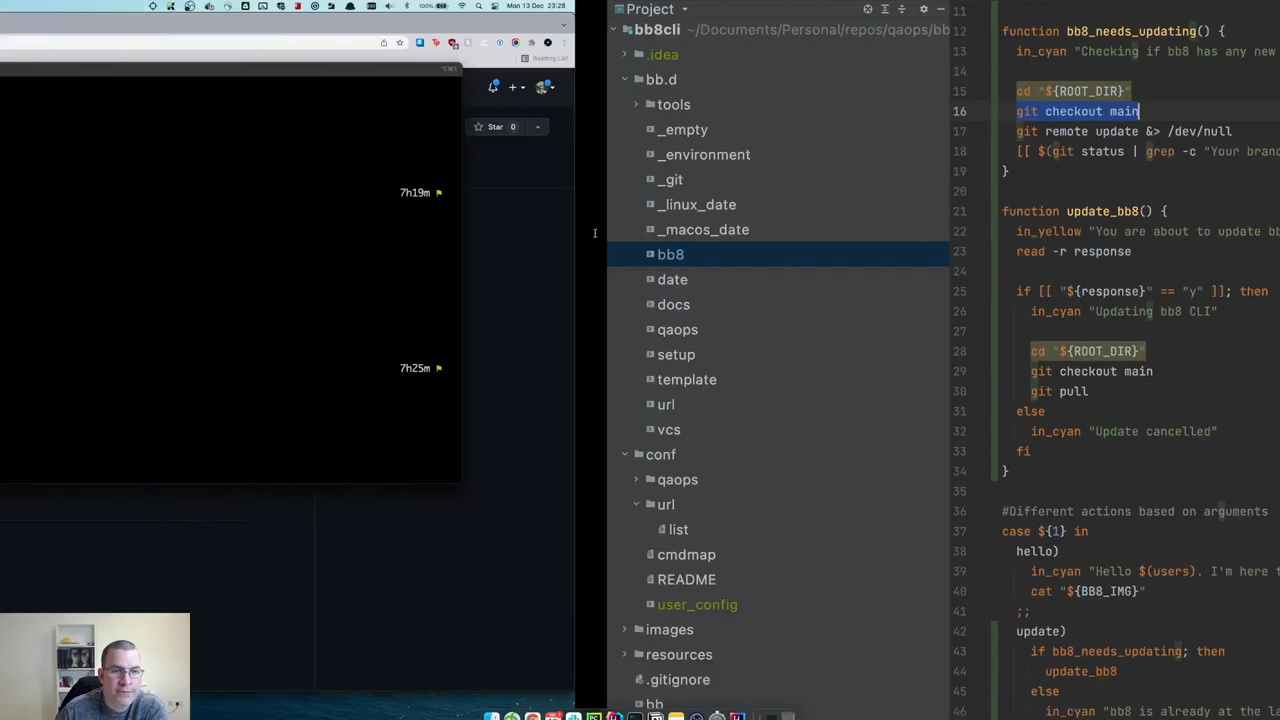 100%
Mon 13 Dec 23:28
Reading List
Star 0
7h19m
7h25m
Project
bb8cli ~/Documents/Personal/repos/qaops/bb
.idea
bb.d
tools
_empty
_environment
_git
_linux_date
_macos_date
bb8
date
docs
qaops
setup
template
url
vcs
conf
qaops
url
list
cmdmap
README
user_config
images
resources
.gitignore
bb
11
12 function bb8_needs_updating() {
13 in_cyan "Checking if bb8 has any new
14
15 cd "${ROOT_DIR}"
16 git checkout main
17 git remote update &> /dev/null
18 [[ $(git status | grep -c "Your bran
19 }
20
21 function update_bb8() {
22 in_yellow "You are about to update bb
23 read -r response
24
25 if [[ "${response}" == "y" ]]; then
26 in_cyan "Updating bb8 CLI"
27
28 cd "${ROOT_DIR}"
29 git checkout main
30 git pull
31 else
32 in_cyan "Update cancelled"
33 fi
34 }
35
36 #Different actions based on arguments
37 case ${1} in
38 hello)
39 in_cyan "Hello $(users). I'm here t
40 cat "${BB8_IMG}"
41 ;;
42 update)
43 if bb8_needs_updating; then
44 update_bb8
45 else
46 in_cyan "bb8 is already at the l